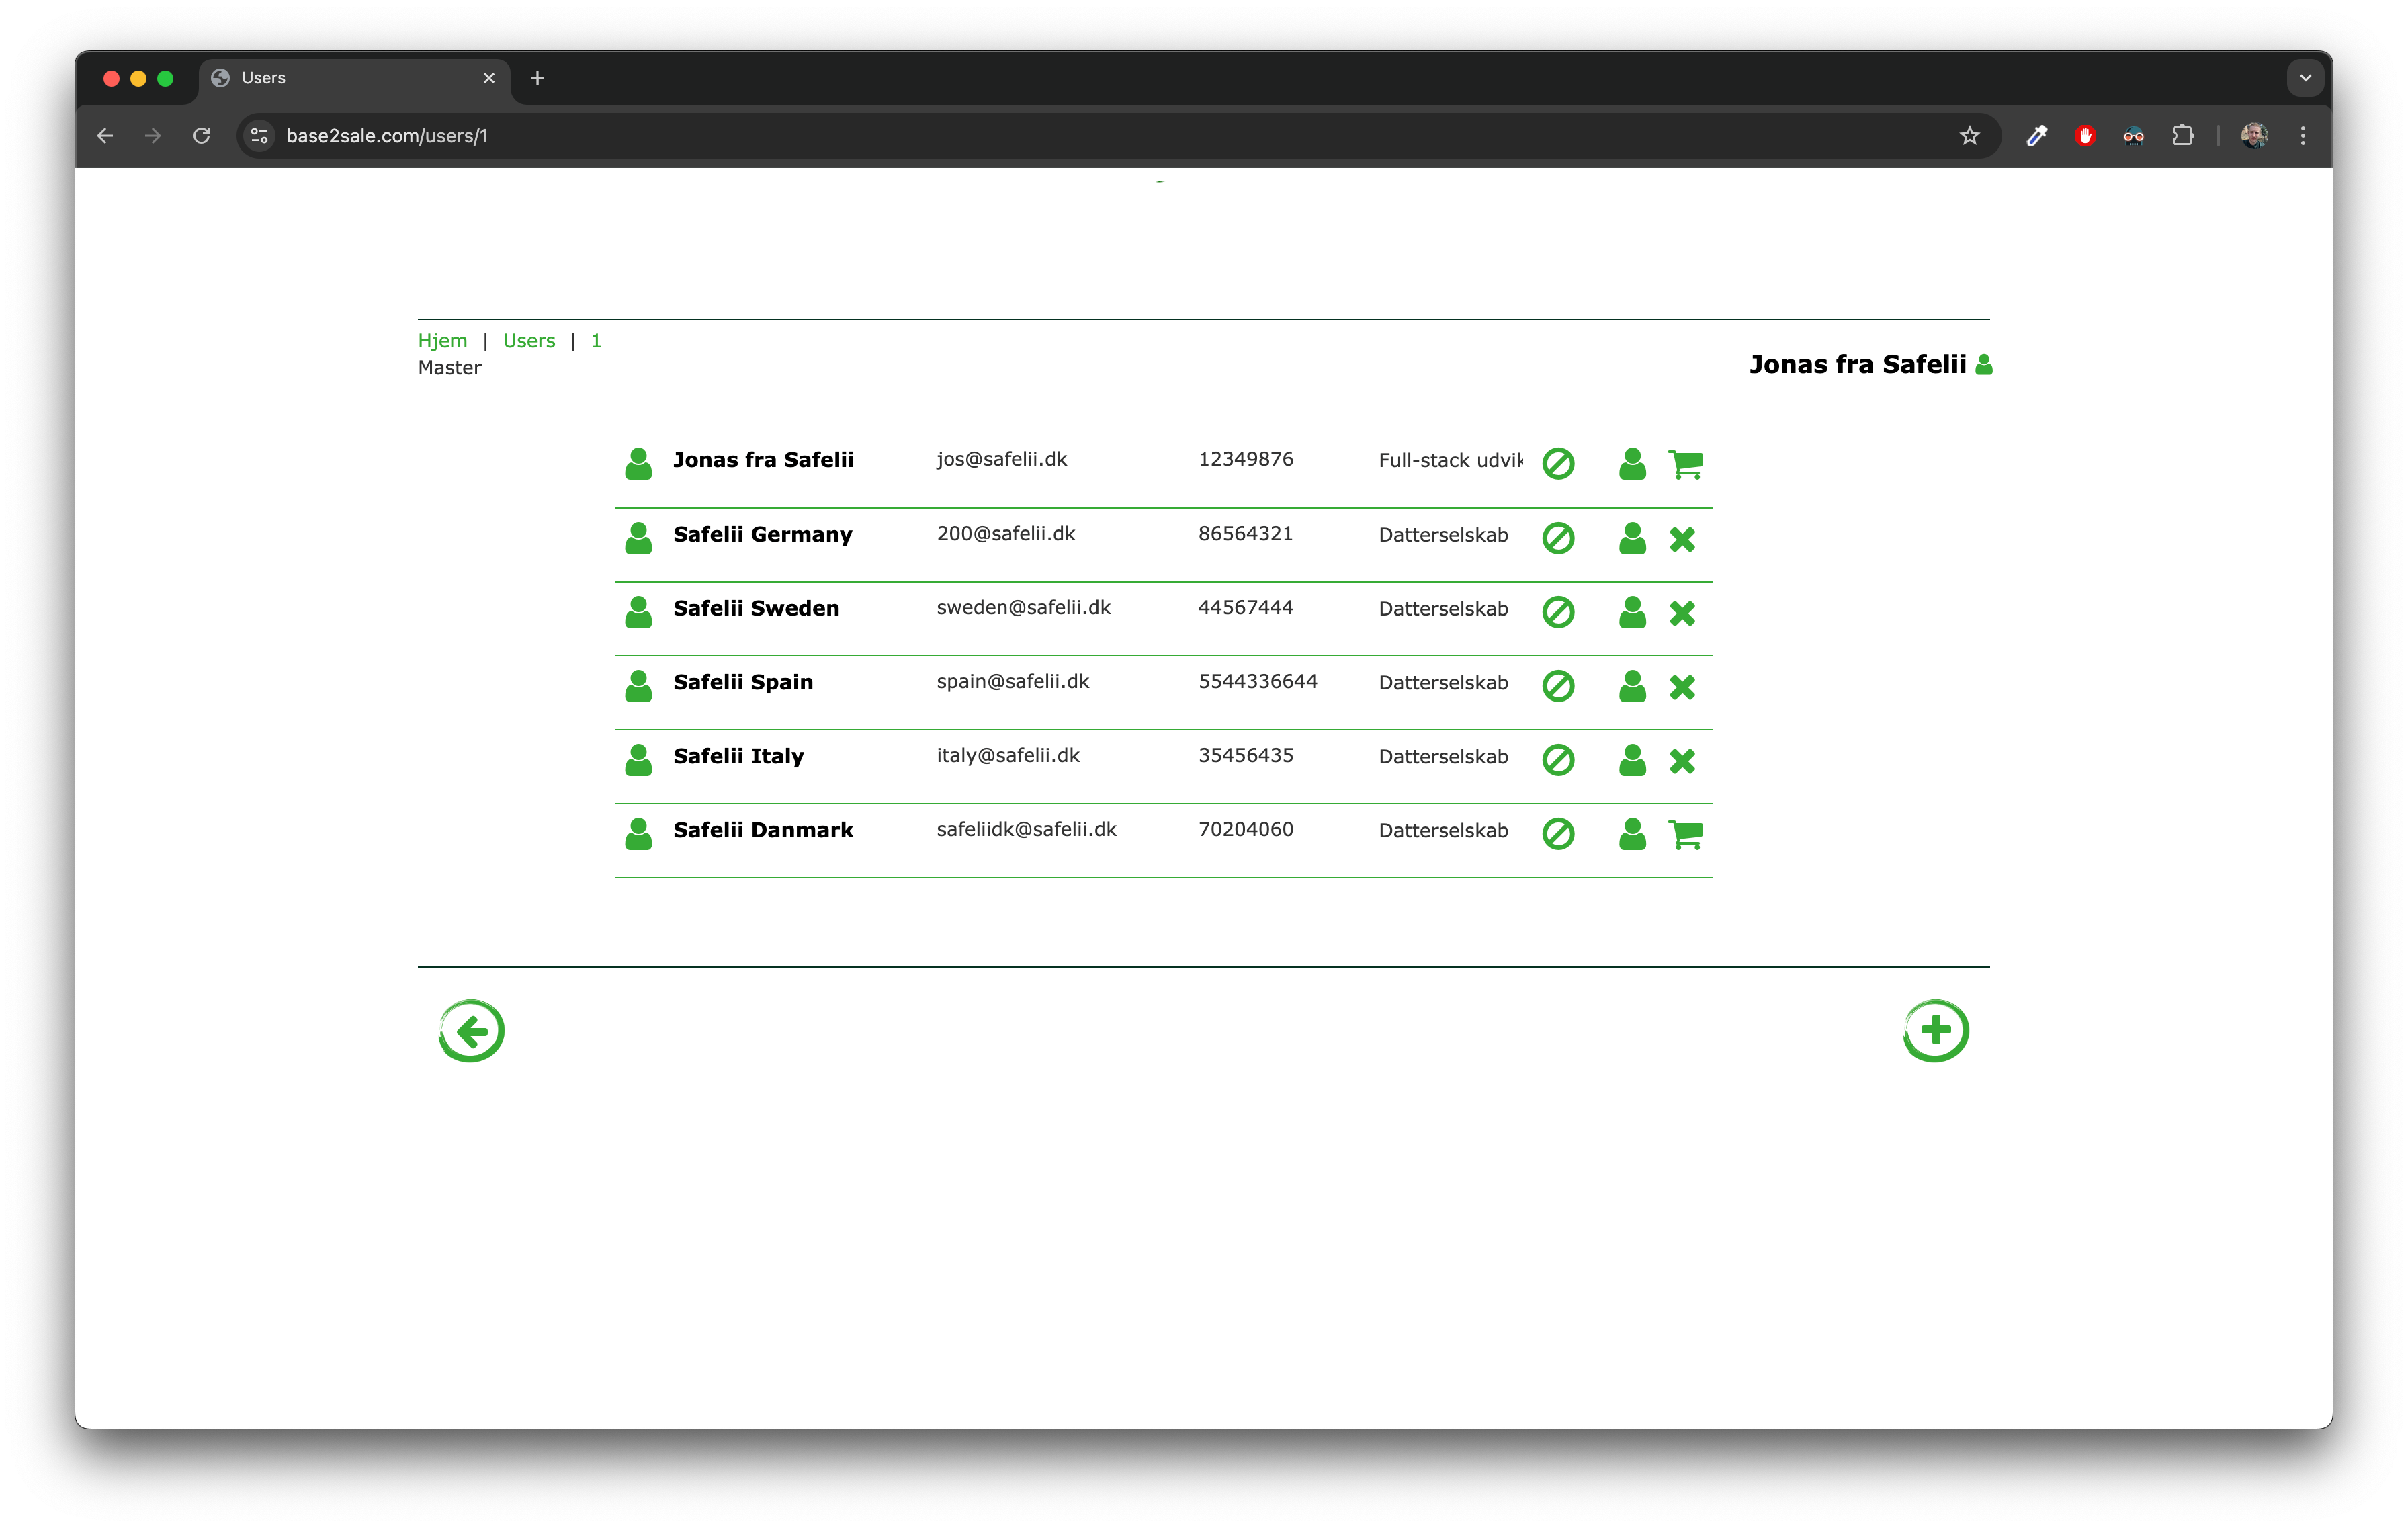 Users
base2sale.com/users/1
Hjem | Users | 1
Master
Jonas fra Safelii
Jonas fra Safelii jos@safelii.dk 12349876 Full-stack udvik
Safelii Germany 200@safelii.dk 86564321 Datterselskab
Safelii Sweden sweden@safelii.dk 44567444 Datterselskab
Safelii Spain spain@safelii.dk 5544336644 Datterselskab
Safelii Italy italy@safelii.dk 35456435 Datterselskab
Safelii Danmark safeliidk@safelii.dk 70204060 Datterselskab